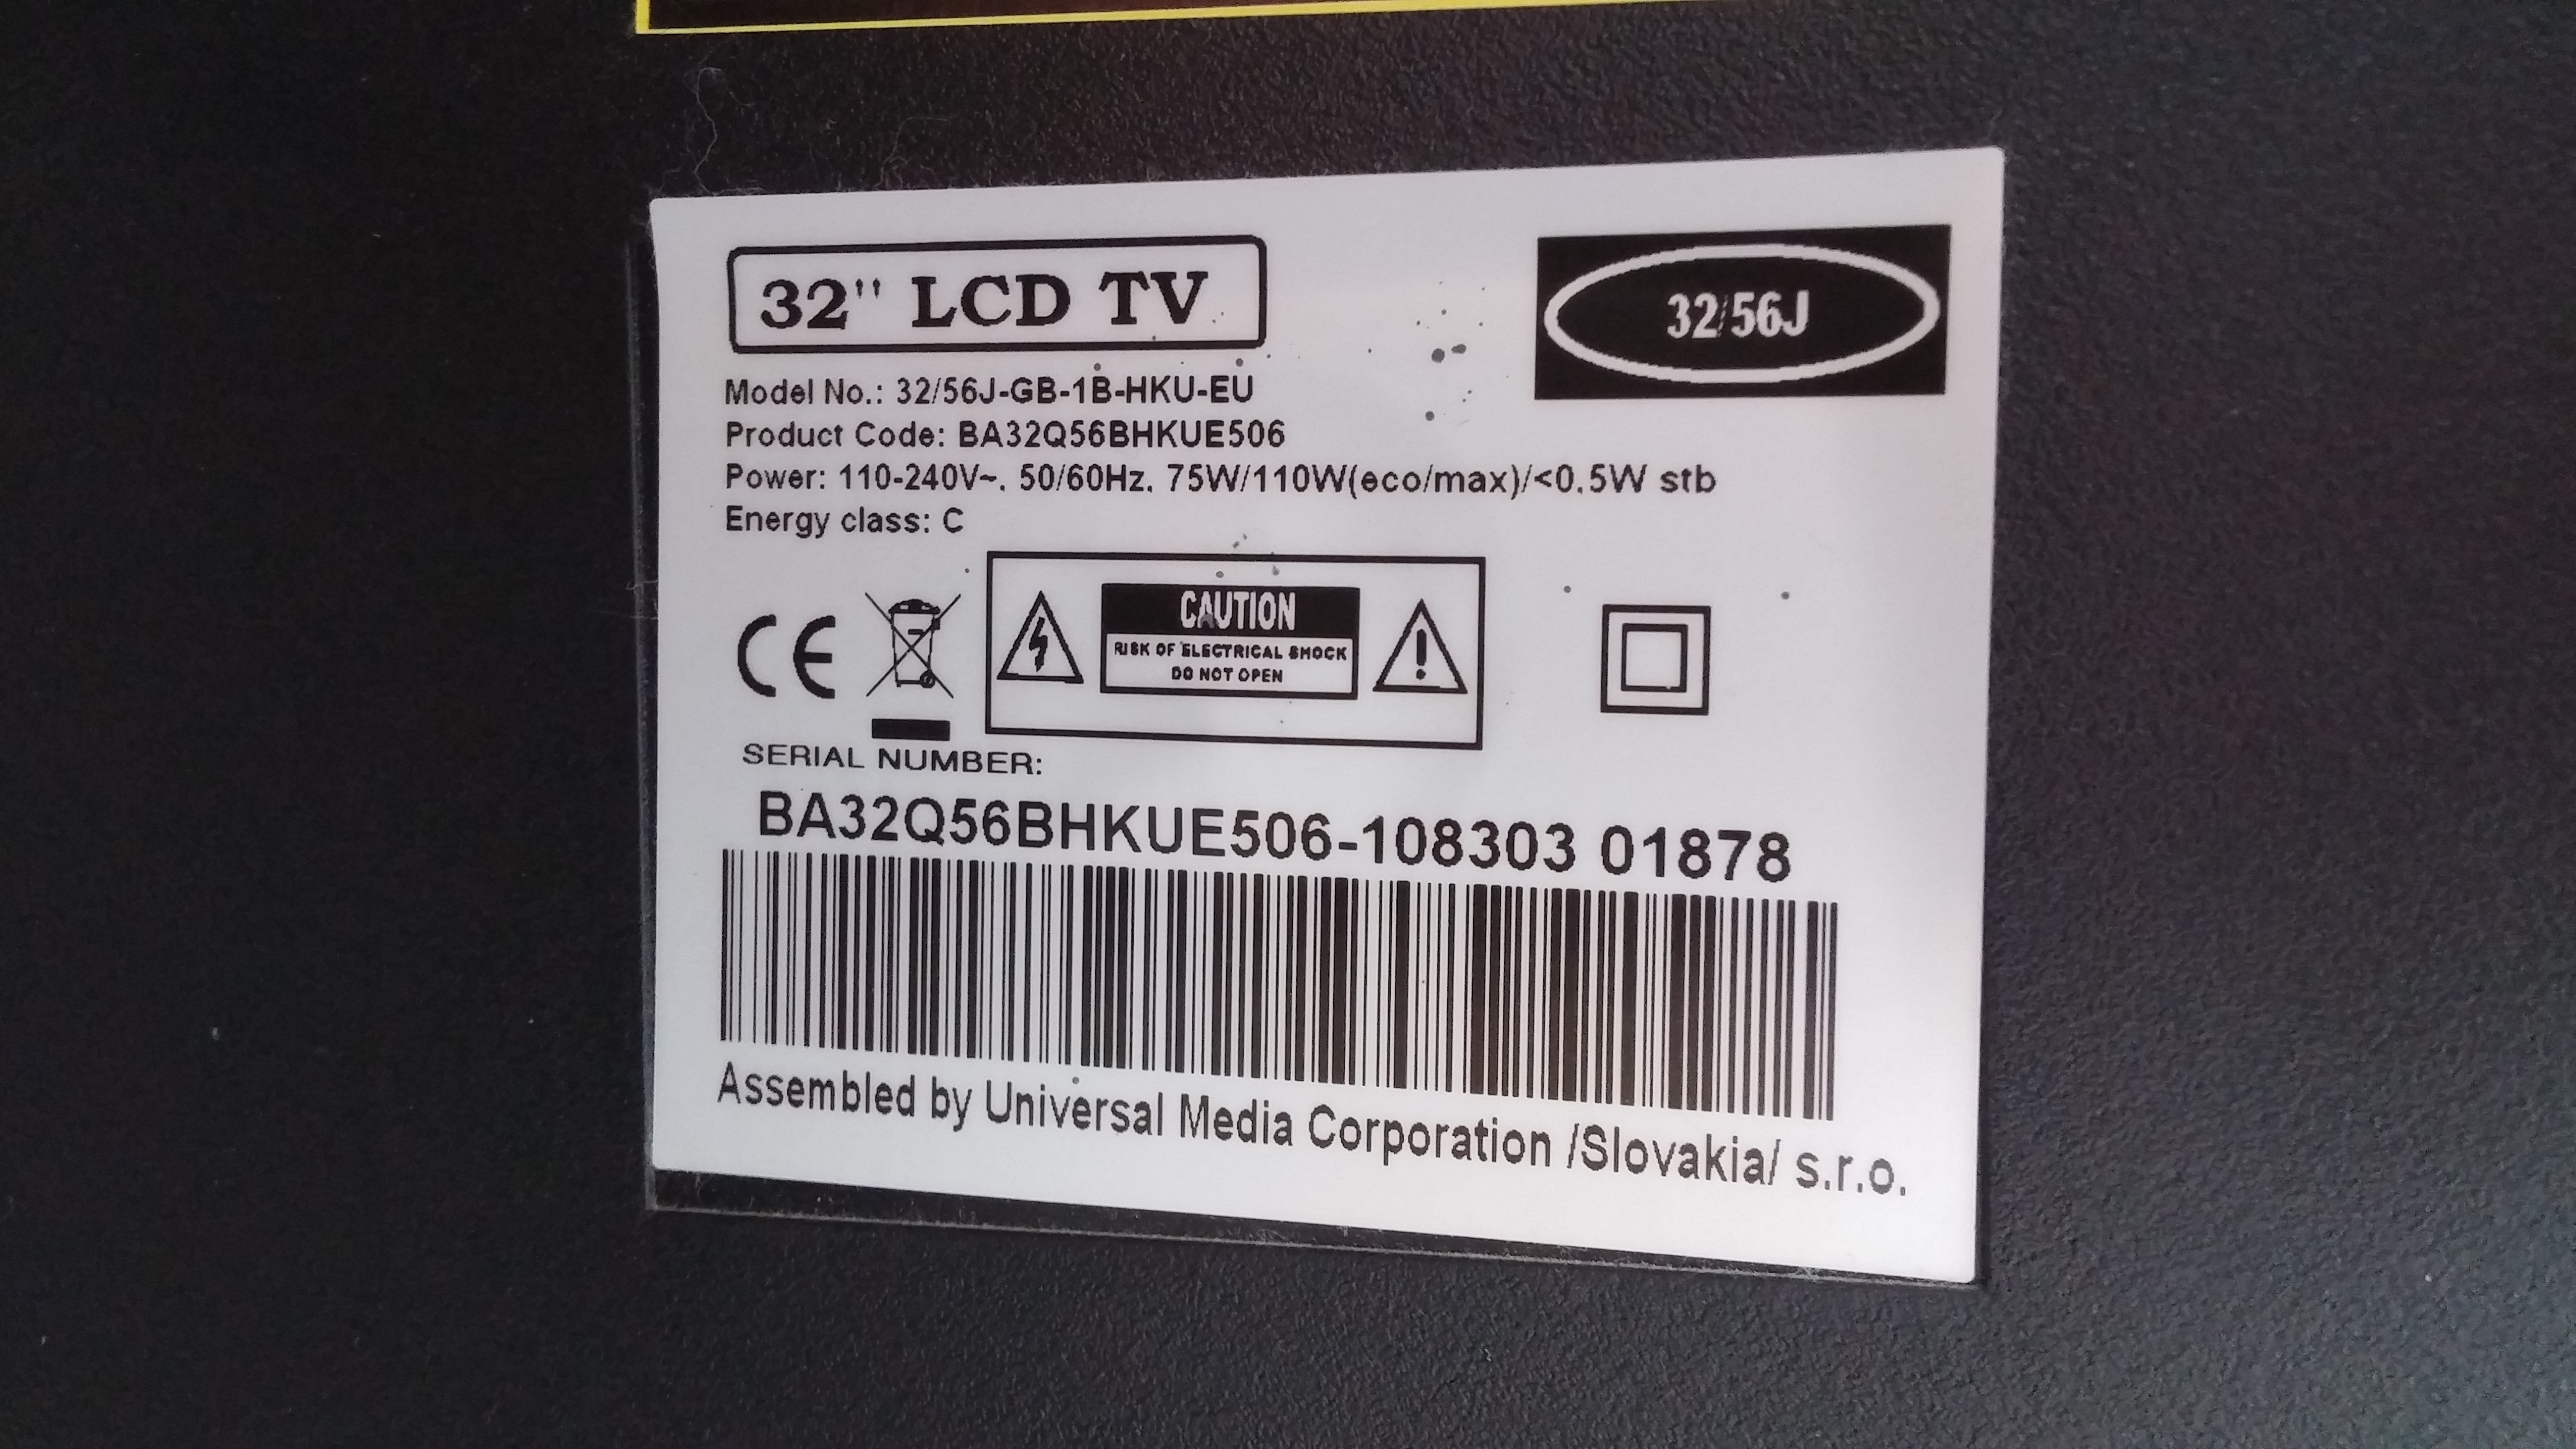 32" LCD TV
32/56J
Model No.: 32/56J-GB-1B-HKU-EU
Product Code: BA32Q56BHKUE506
Power: 110-240V~. 50/60Hz. 75W/110W(eco/max)/<0.5W stb
Energy class: C
CE
CAUTION
RISK OF ELECTRICAL SHOCK
DO NOT OPEN
SERIAL NUMBER:
BA32Q56BHKUE506-108303 01878
Assembled by Universal Media Corporation /Slovakia/ s.r.o.